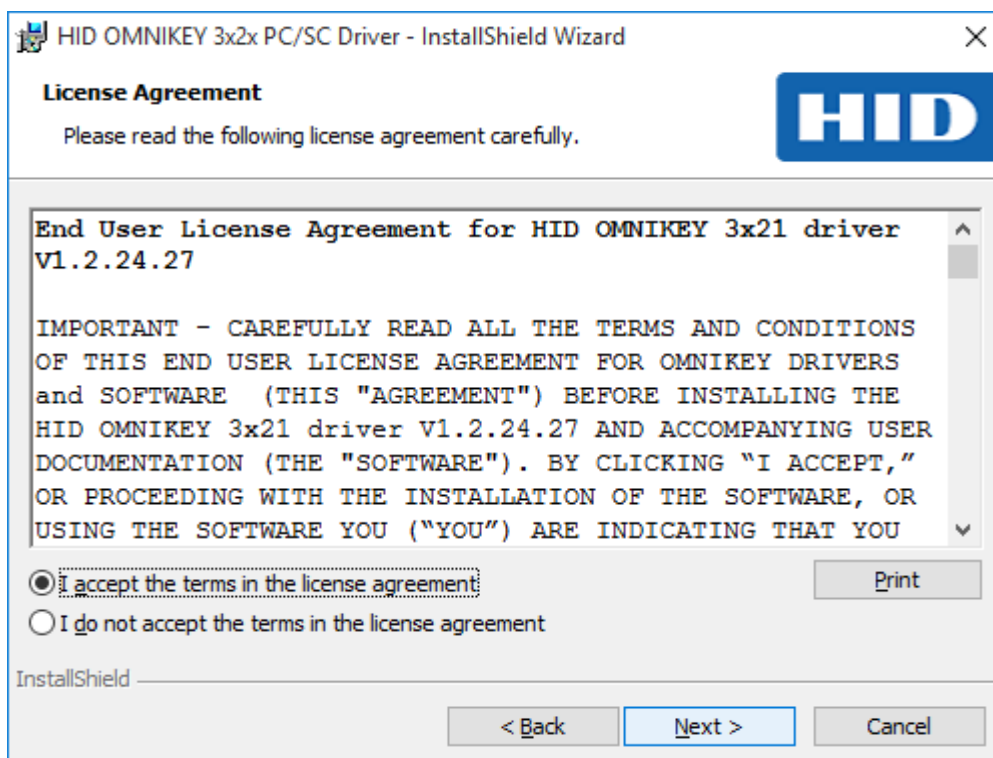 HID OMNIKEY 3x2x PC/SC Driver - InstallShield Wizard
License Agreement
Please read the following license agreement carefully.
HID
End User License Agreement for HID OMNIKEY 3x21 driver
V1.2.24.27
IMPORTANT - CAREFULLY READ ALL THE TERMS AND CONDITIONS
OF THIS END USER LICENSE AGREEMENT FOR OMNIKEY DRIVERS
and SOFTWARE  (THIS "AGREEMENT") BEFORE INSTALLING THE
HID OMNIKEY 3x21 driver V1.2.24.27 AND ACCOMPANYING USER
DOCUMENTATION (THE "SOFTWARE"). BY CLICKING “I ACCEPT,”
OR PROCEEDING WITH THE INSTALLATION OF THE SOFTWARE, OR
USING THE SOFTWARE YOU (“YOU”) ARE INDICATING THAT YOU
I accept the terms in the license agreement
Print
I do not accept the terms in the license agreement
InstallShield
< Back
Next >
Cancel